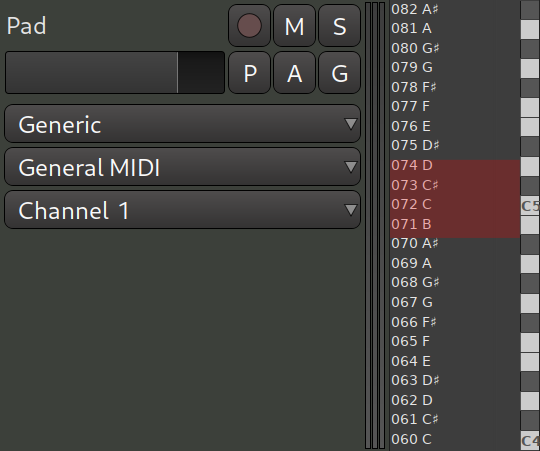 Pad
M S
P A G
Generic
General MIDI
Channel 1
082 A♯
081 A
080 G♯
079 G
078 F♯
077 F
076 E
075 D♯
074 D
073 C♯
072 C C5
071 B
070 A♯
069 A
068 G♯
067 G
066 F♯
065 F
064 E
063 D♯
062 D
061 C♯
060 C C4